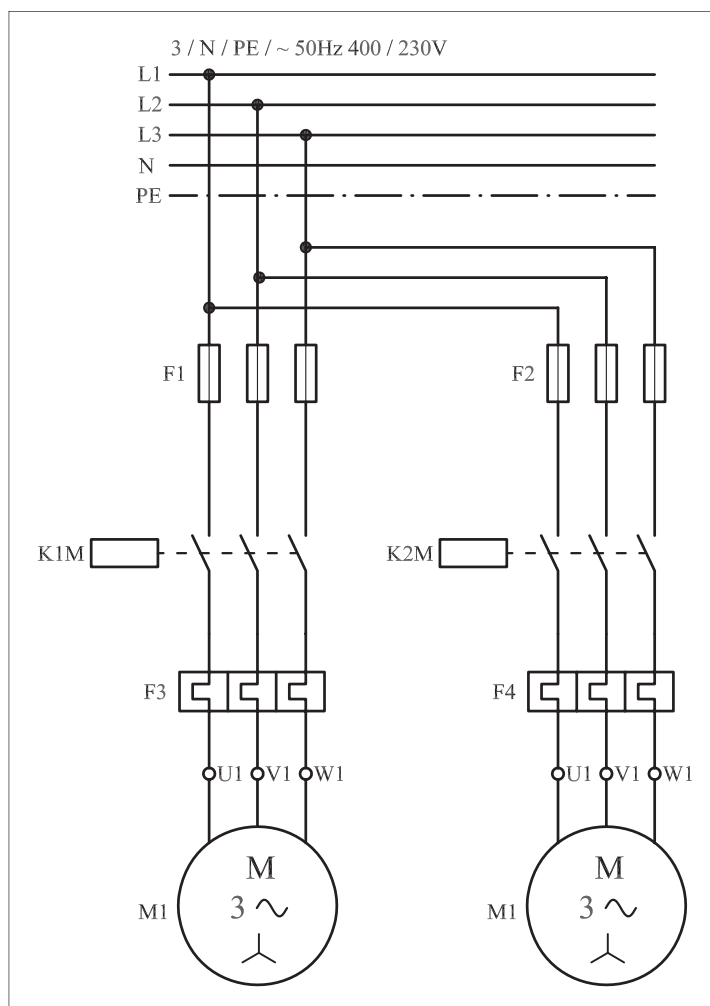 3 / N / PE / ~ 50Hz 400 / 230V
L1
L2
L3
N
PE
F1
F2
K1M
K2M
F3
F4
U1 V1 W1
U1 V1 W1
M
3 ~
M1
M
3 ~
M1